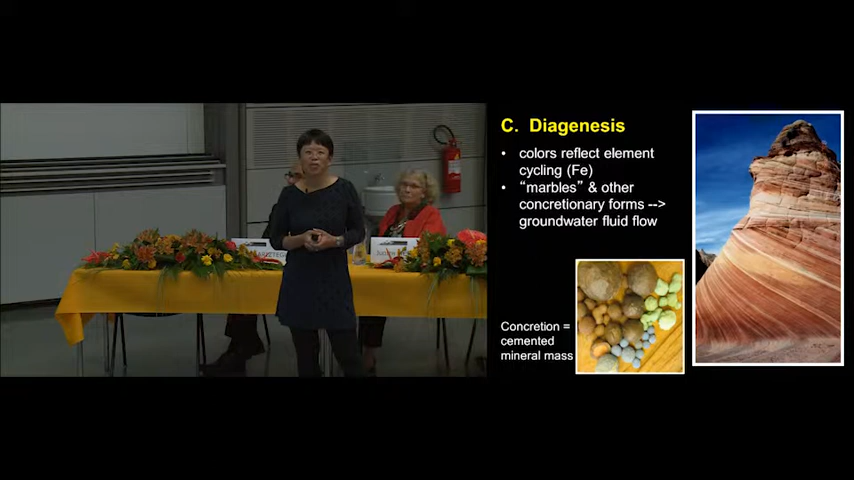 C. Diagenesis
• colors reflect element
cycling (Fe)
• “marbles” & other
concretionary forms -->
groundwater fluid flow
Concretion =
cemented
mineral mass